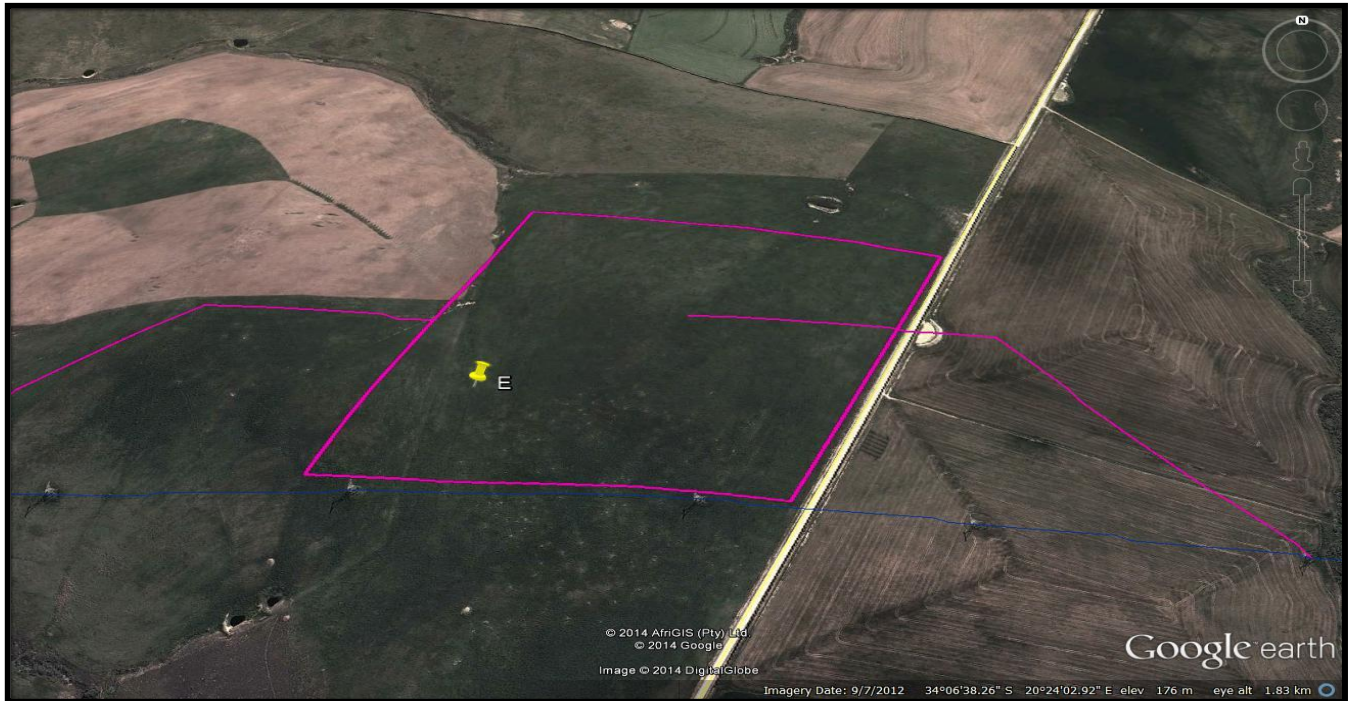 N
E
© 2014 AfriGIS (Pty) Ltd.
© 2014 Google
Image © 2014 DigitalGlobe
Google earth
Imagery Date: 9/7/2012 34°06'38.26" S 20°24'02.92" E elev 176 m eye alt 1.83 km